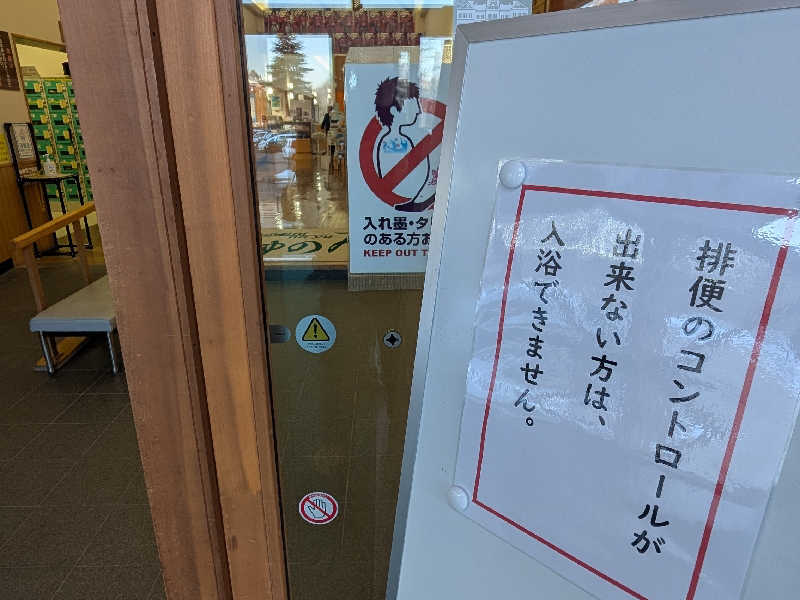 排便のコントロールが
出来ない方は、
入浴できません。
入れ墨・タ
のある方お
KEEP OUT T